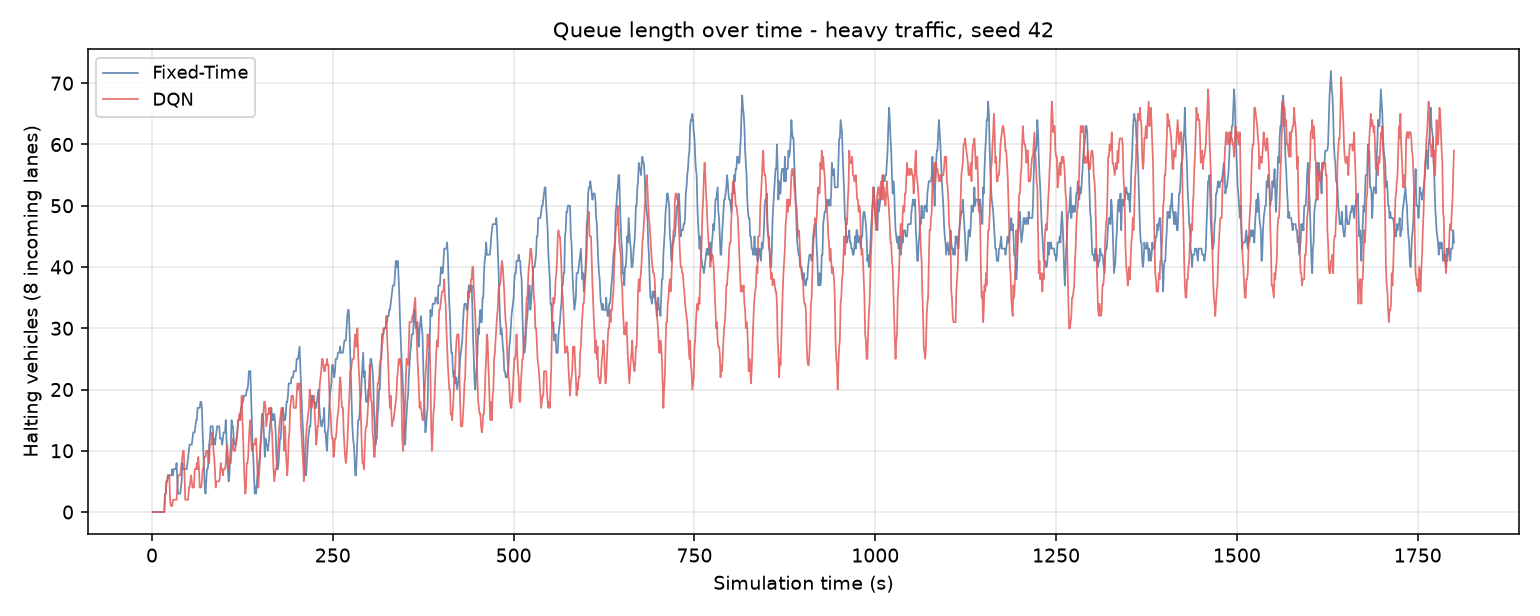 Queue length over time - heavy traffic, seed 42
Fixed-Time
DQN
Halting vehicles (8 incoming lanes)
70
60
50
40
30
20
10
0
0 250 500 750 1000 1250 1500 1750
Simulation time (s)